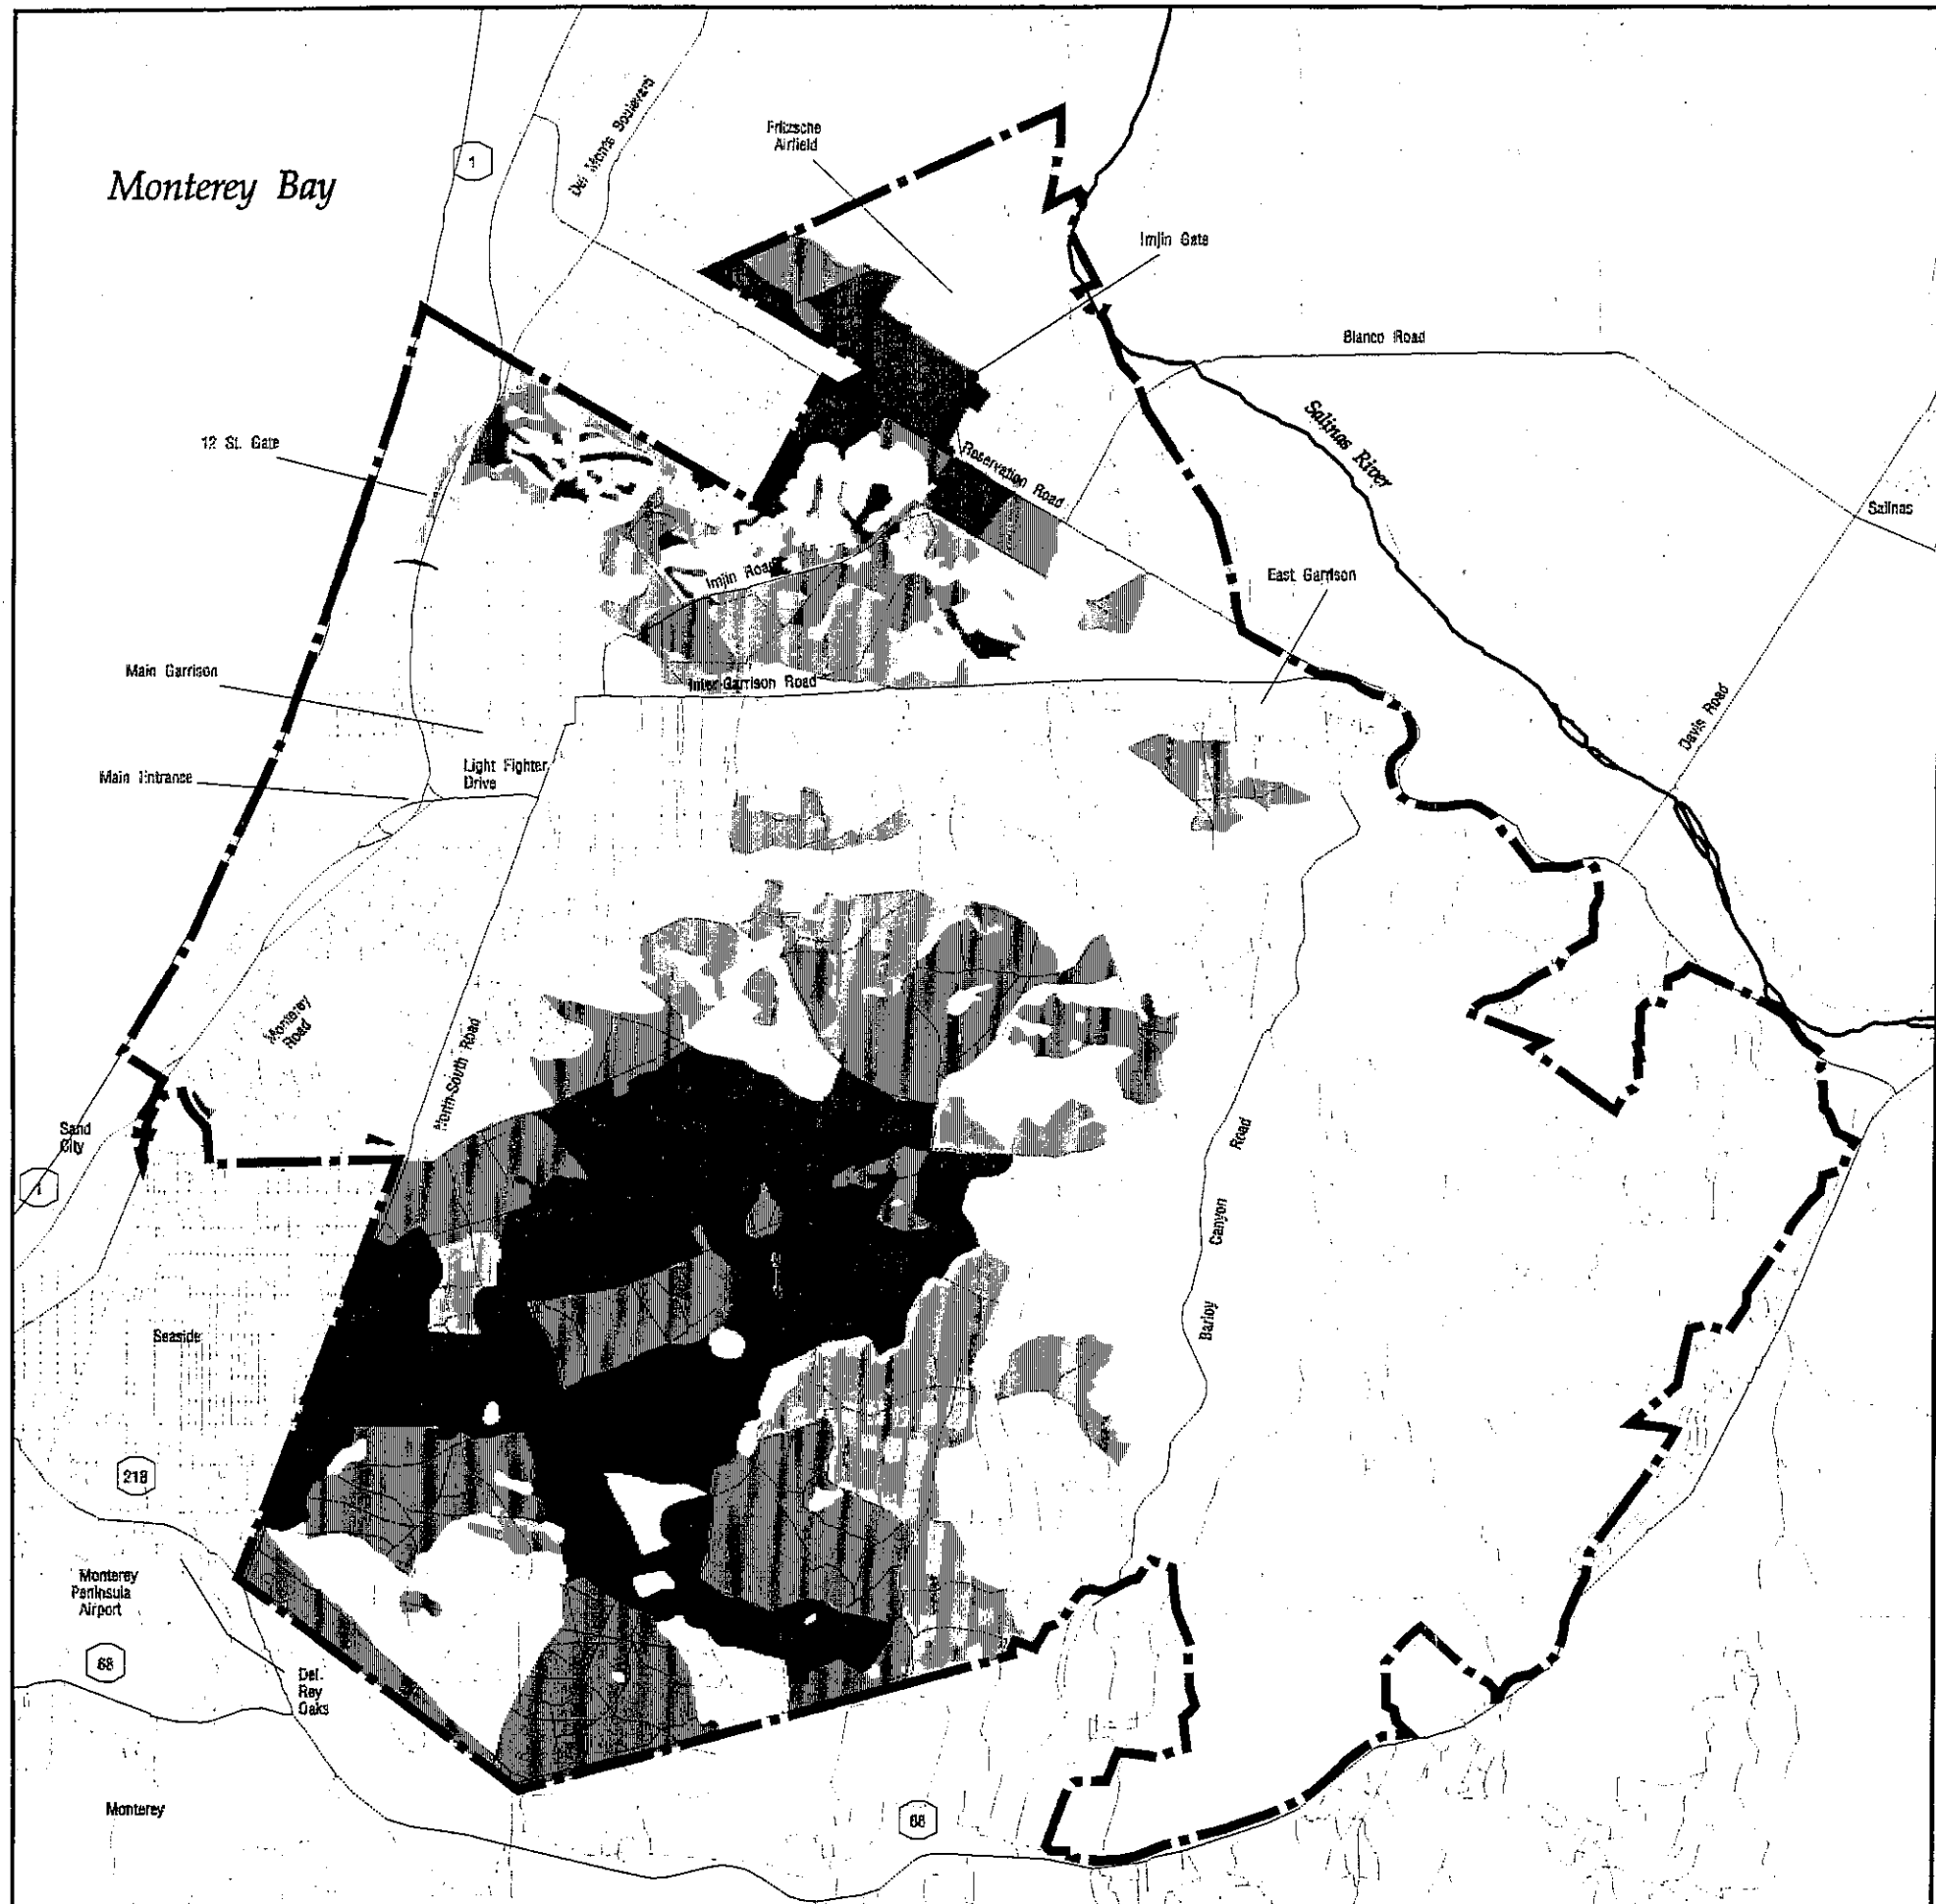 Del Monte Boulevard
Fritzsche
Airfield
1
Monterey Bay
Imjin Gate
Blanco Road
12 St. Gate
Salinas River
Reservation Road
Salinas
Imjin Road
East Garrison
Main Garrison
Inter-Garrison Road
Davis Road
Light Fighter
Drive
Main Entrance
Monterey
Road
North-South Road
Sand
City
1
Road
Canyon
Barloy
Seaside
218
Monterey
Peninsula
Airport
68
Del
Rey
Oaks
Monterey
68